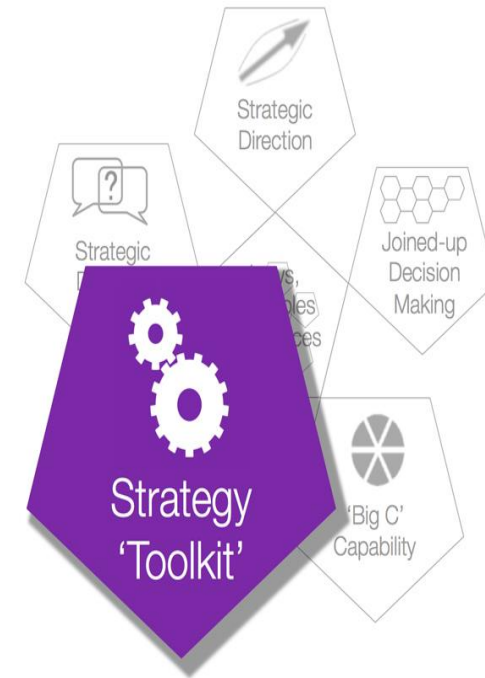 Strategic
Direction
?
Strategic
Joined-up
Decision
Making
Strategy
'Toolkit'
'Big C'
Capability